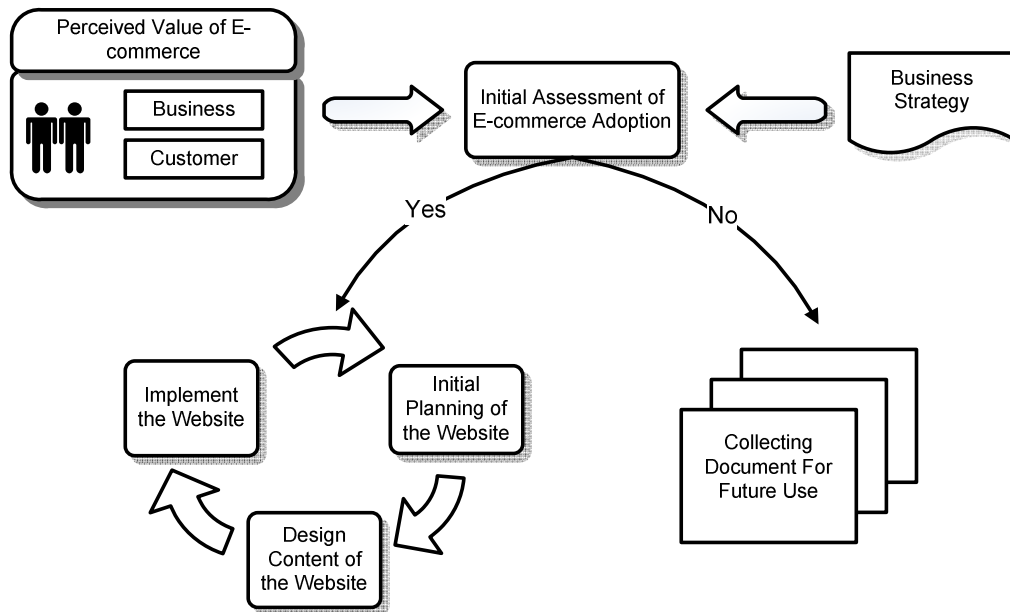 Perceived Value of E-
commerce
Business
Customer
Initial Assessment of
E-commerce Adoption
Business
Strategy
Yes
No
Implement
the Website
Initial
Planning of
the Website
Design
Content of
the Website
Collecting
Document For
Future Use